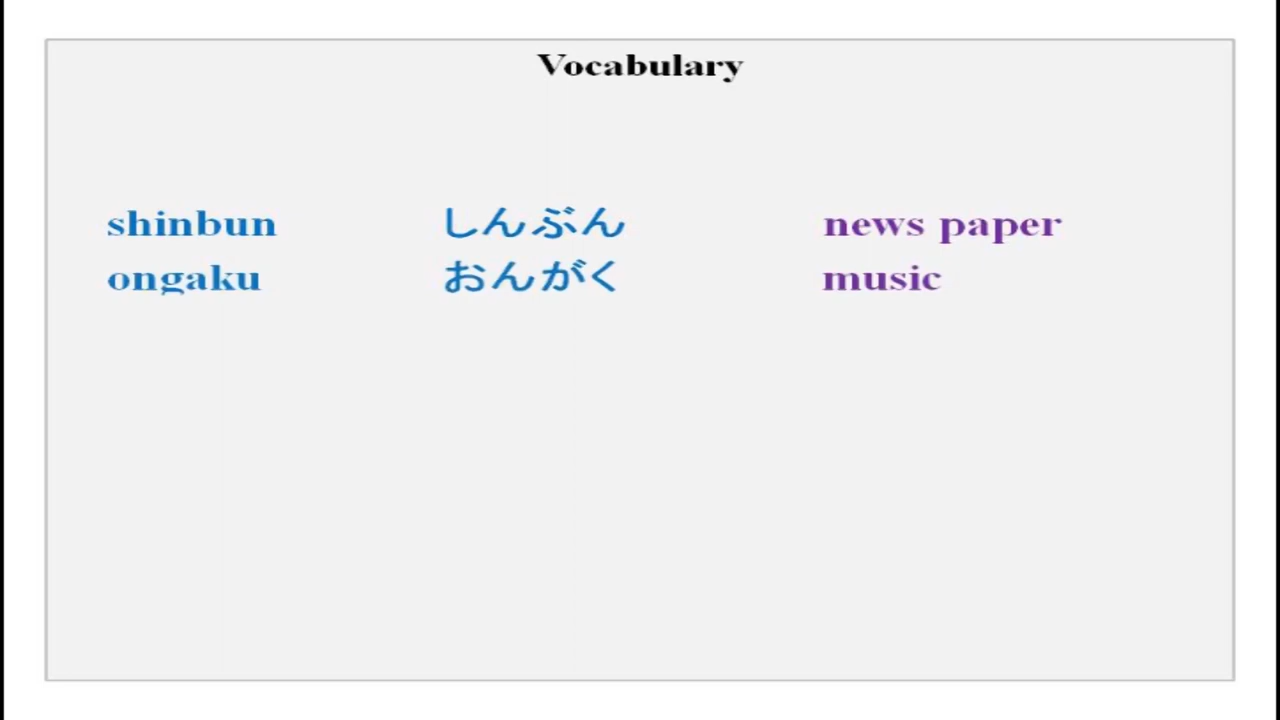 Vocabulary
shinbun しんぶん news paper
ongaku おんがく music